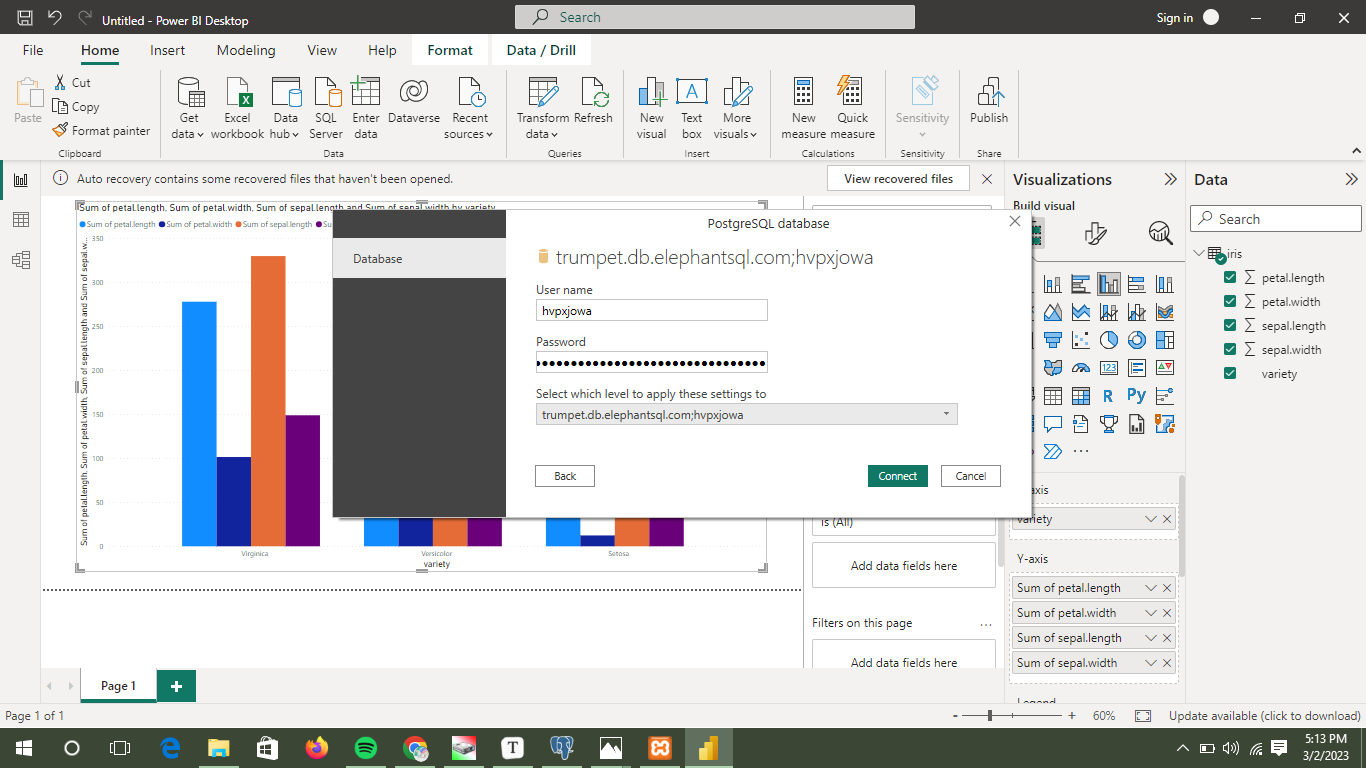 Untitled - Power BI Desktop
Search
Sign in
File
Home
Insert
Modeling
View
Help
Format
Data / Drill
Paste
Cut
Copy
Format painter
Clipboard
Get data
Excel workbook
Data hub
SQL Server
Enter data
Dataverse
Recent sources
Data
Transform data
Refresh
Queries
New visual
Text box
More visuals
Insert
New measure
Quick measure
Calculations
Sensitivity
Sensitivity
Publish
Share
Auto recovery contains some recovered files that haven't been opened.
View recovered files
Sum of petal.length, Sum of petal.width, Sum of sepal.length and Sum of sepal.width by variety
Sum of petal.length
Sum of petal.width
Sum of sepal.length
Sum of petal.length, Sum of petal.width, Sum of sepal.length and Sum of sepal.w...
350
300
250
200
150
100
50
0
Virginica
Versicolor
Setosa
variety
PostgreSQL database
Database
trumpet.db.elephantsql.com;hvpxjowa
User name
hvpxjowa
Password
Select which level to apply these settings to
trumpet.db.elephantsql.com;hvpxjowa
Back
Connect
Cancel
is (All)
Add data fields here
Filters on this page
...
Add data fields here
Visualizations
Build visual
123
R
Py
...
axis
variety
Y-axis
Sum of petal.length
Sum of petal.width
Sum of sepal.length
Sum of sepal.width
Legend
Data
Search
iris
petal.length
petal.width
sepal.length
sepal.width
variety
Page 1
Page 1 of 1
60%
Update available (click to download)
5:13 PM
3/2/2023